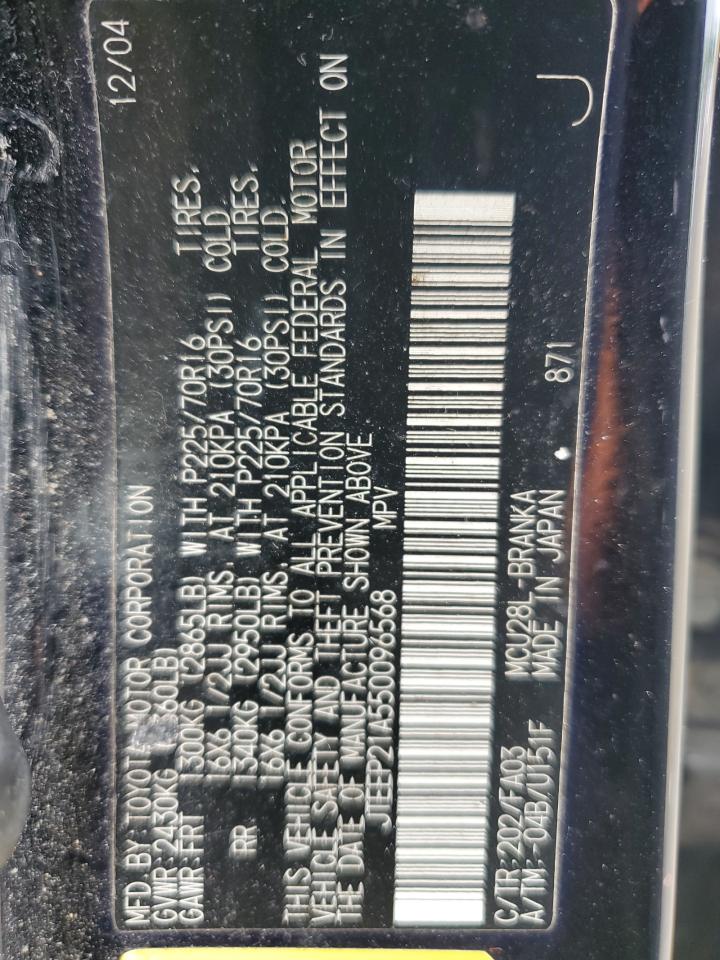 MFD BY TOYOTA MOTOR CORPORATION 12/04
GVWR:2430KG (5360LB)
GAWR:FRT 1300KG (2865LB) WITH P225/70R16 TIRES,
16X6 1/2JJ RIMS, AT 210KPA (30PSI) COLD
RR 1340KG (2950LB) WITH P225/70R16 TIRES,
16X6 1/2JJ RIMS, AT 210KPA (30PSI) COLD.
THIS VEHICLE CONFORMS TO ALL APPLICABLE FEDERAL MOTOR
VEHICLE SAFETY AND THEFT PREVENTION STANDARDS IN EFFECT ON
THE DATE OF MANUFACTURE SHOWN ABOVE
JTEEP21A550096568 MPV
C/TR:202/FA03 MCU28L-BRANKA 871
A/TM:-04B/U151F MADE IN JAPAN
J